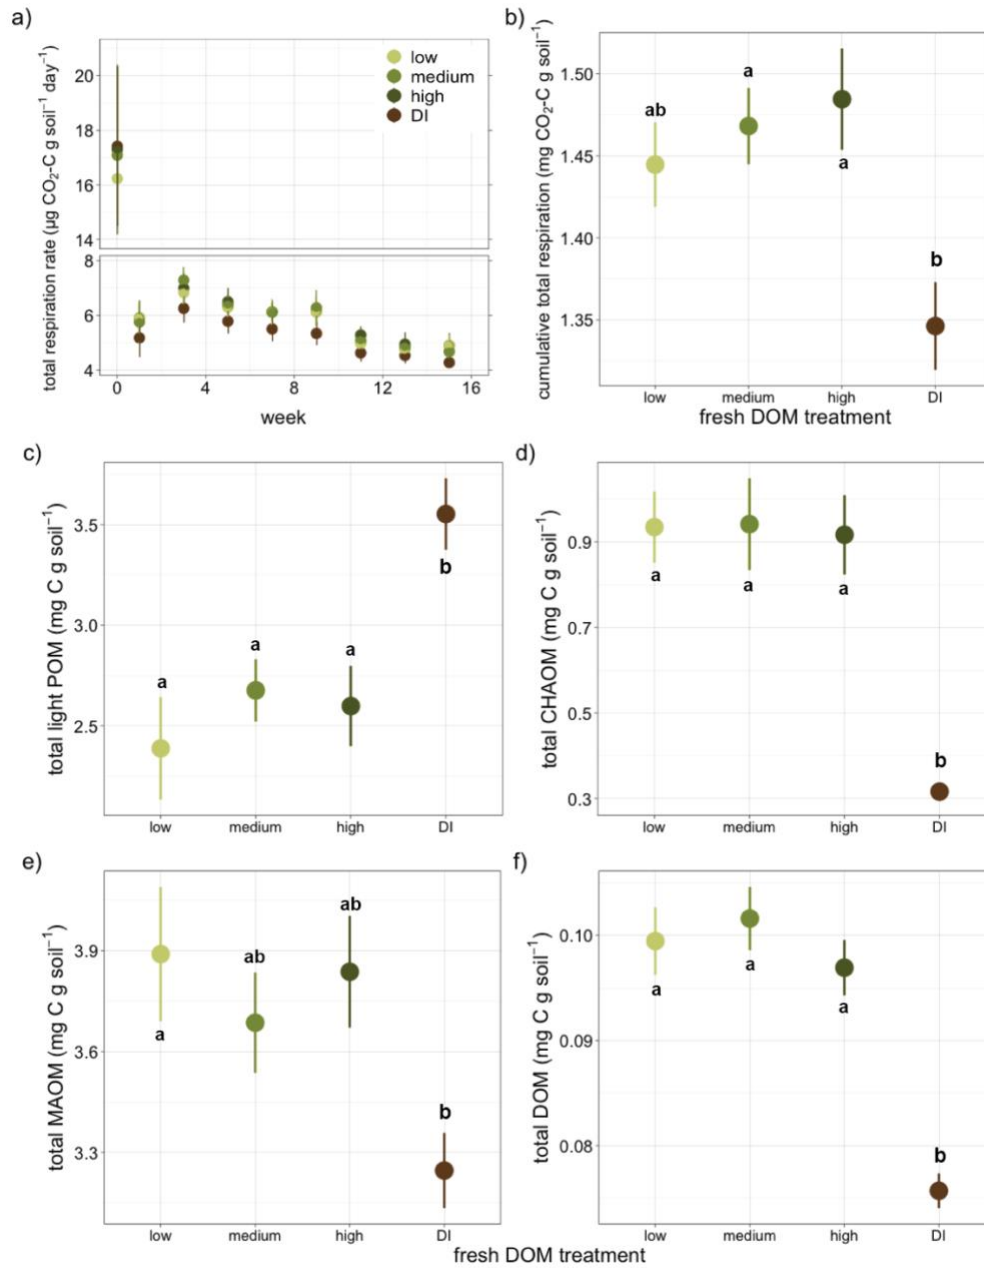 a)
total respiration rate (µg CO₂-C g soil⁻¹ day⁻¹)
20
18
16
14
8
6
4
low
medium
high
DI
0 4 8 12 16
week
b)
cumulative total respiration (mg CO₂-C g soil⁻¹)
1.50
1.45
1.40
1.35
ab
a
a
b
low medium high DI
fresh DOM treatment
c)
total light POM (mg C g soil⁻¹)
3.5
3.0
2.5
a
a
a
b
low medium high DI
d)
total CHAOM (mg C g soil⁻¹)
0.9
0.7
0.5
0.3
a
a
a
b
low medium high DI
e)
total MAOM (mg C g soil⁻¹)
3.9
3.6
3.3
a
ab
ab
b
low medium high DI
f)
total DOM (mg C g soil⁻¹)
0.10
0.09
0.08
a
a
a
b
low medium high DI
fresh DOM treatment